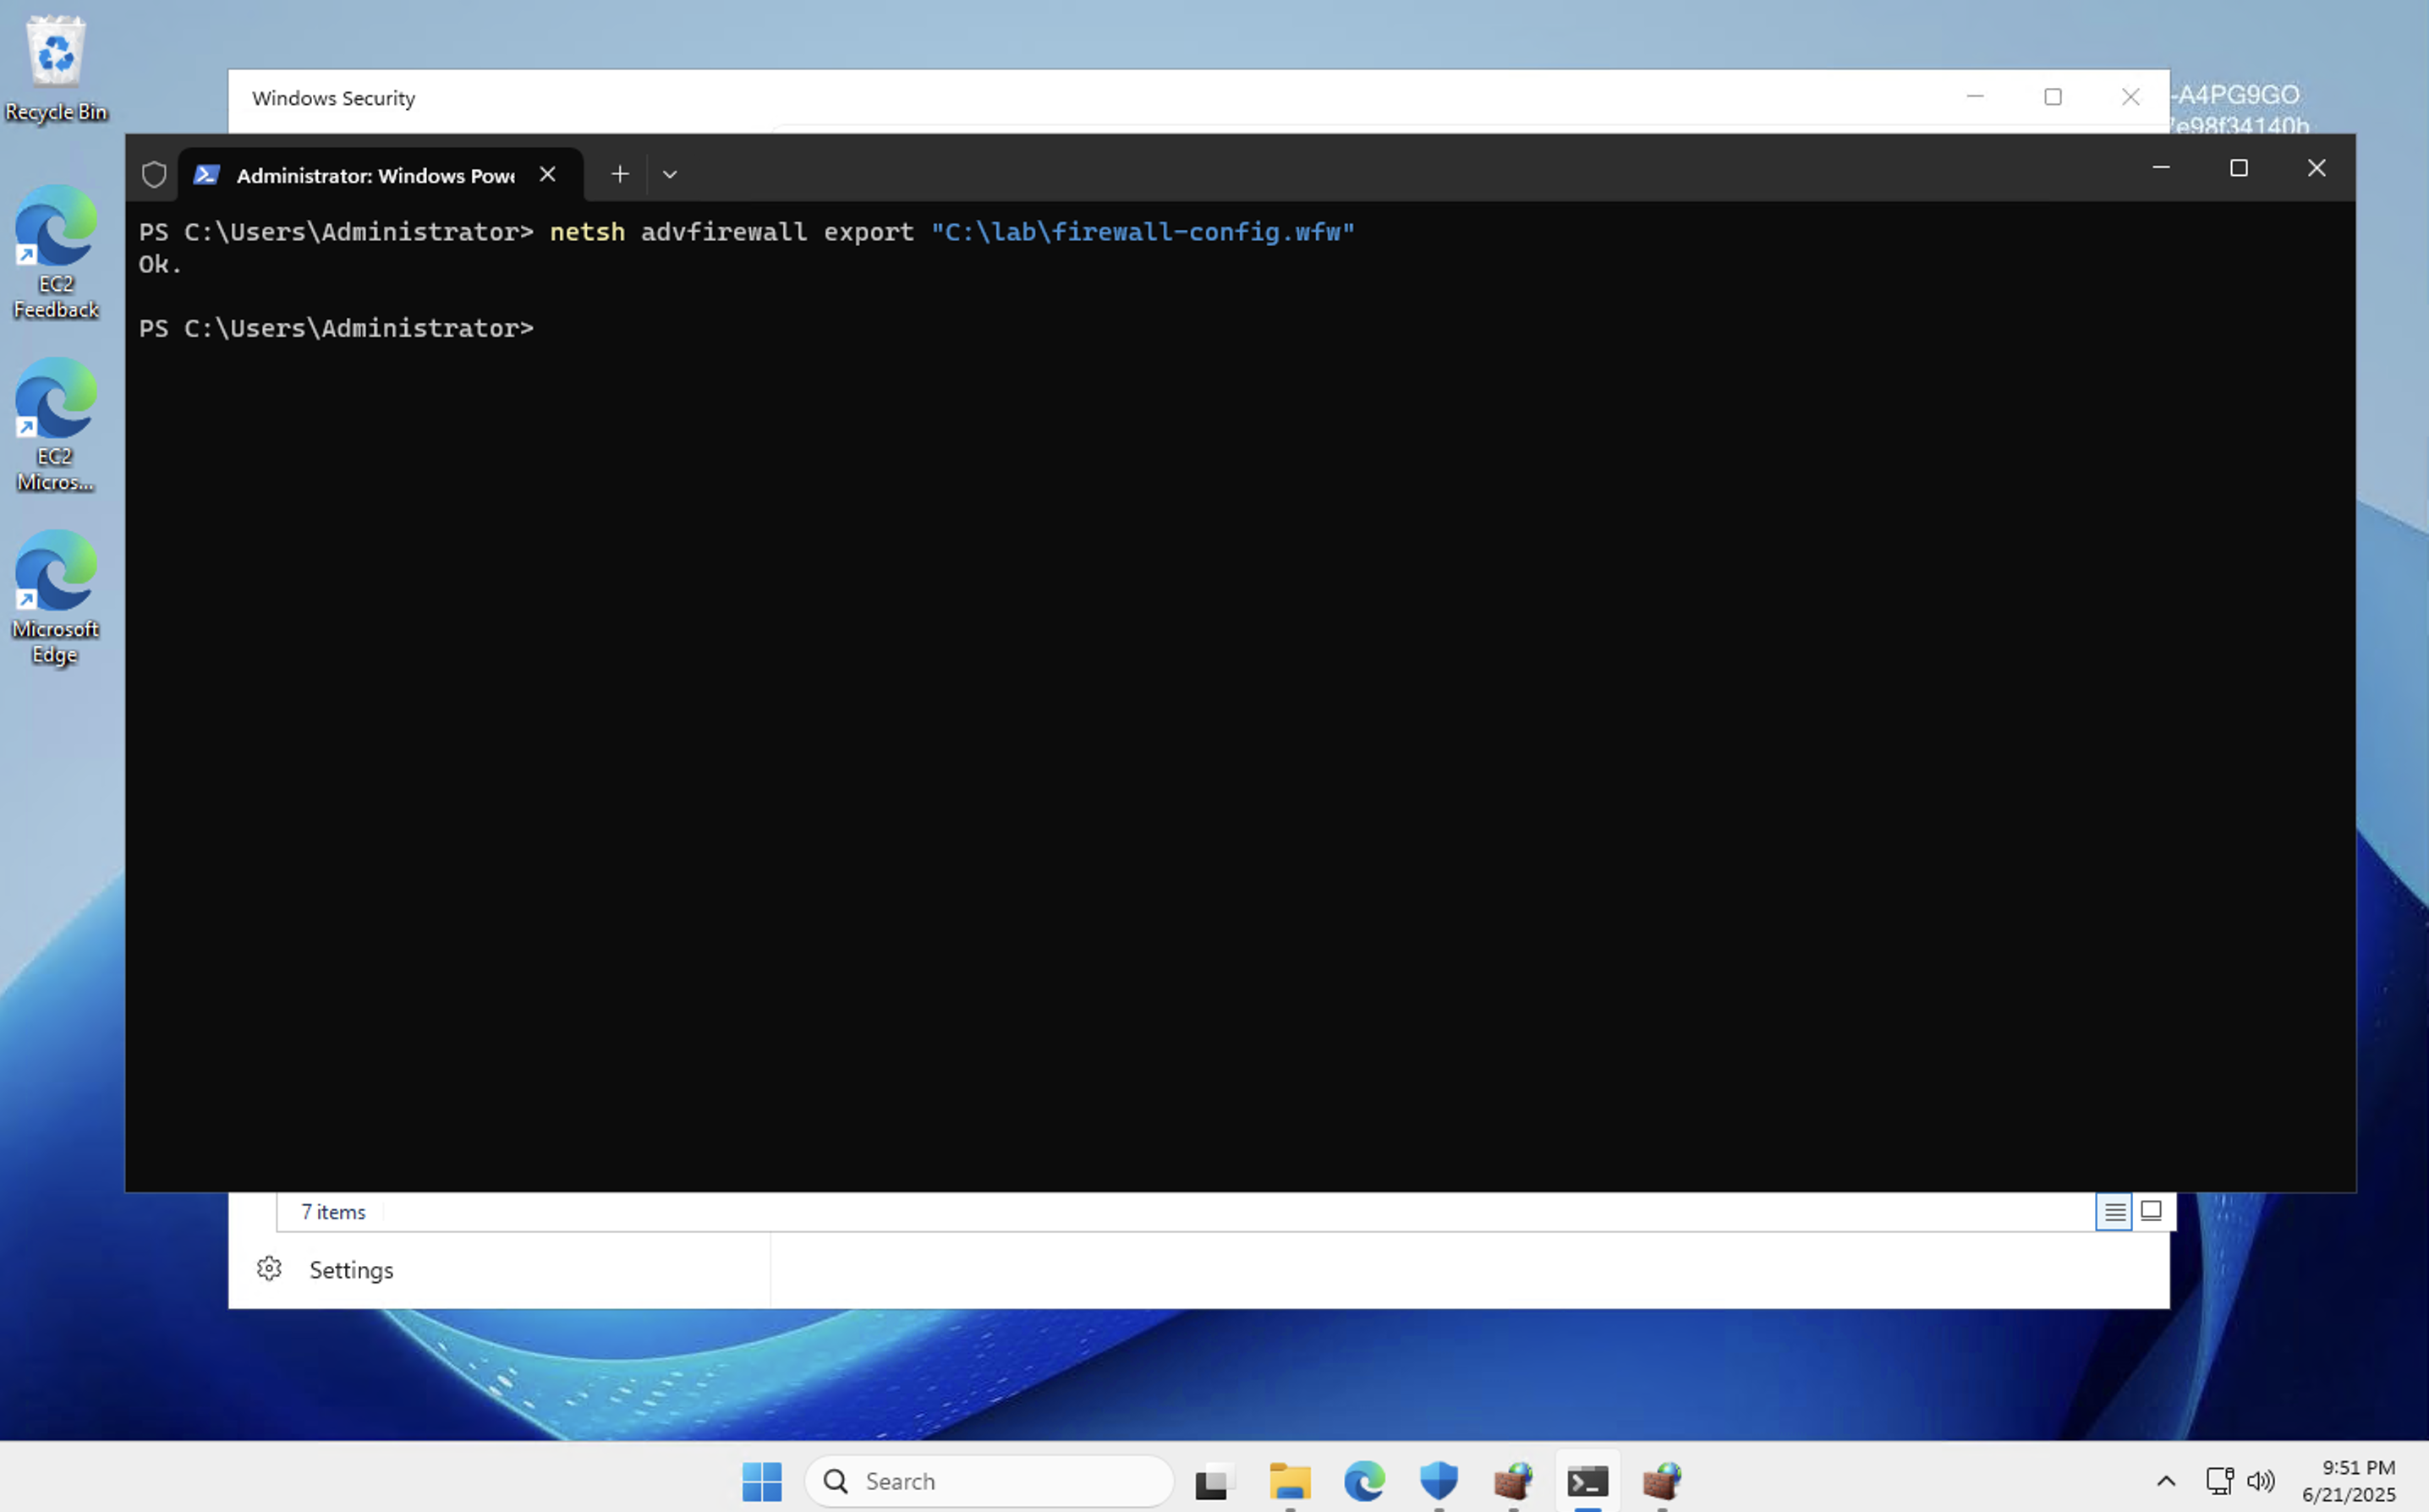 Recycle Bin
EC2
Feedback
EC2
Micros...
Microsoft
Edge
Windows Security
-A4PG9GO
7e98f34140b
Administrator: Windows Powe
PS C:\Users\Administrator> netsh advfirewall export "C:\lab\firewall-config.wfw"
Ok.
PS C:\Users\Administrator>
7 items
Settings
Search
9:51 PM
6/21/2025